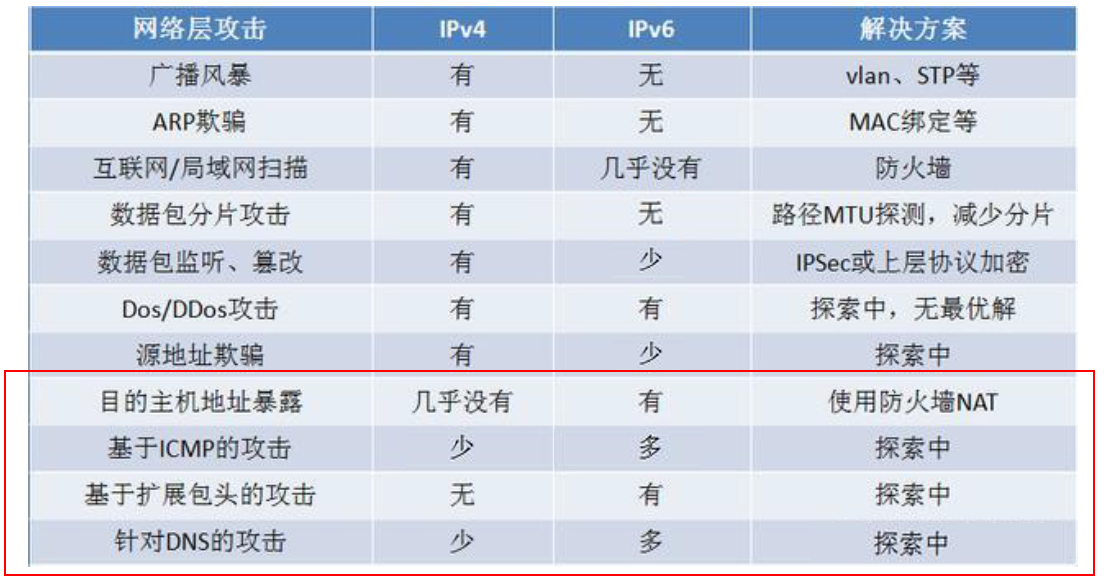 网络层攻击 IPv4 IPv6 解决方案
广播风暴 有 无 vlan、STP等
ARP欺骗 有 无 MAC绑定等
互联网/局域网扫描 有 几乎没有 防火墙
数据包分片攻击 有 无 路径MTU探测，减少分片
数据包监听、篡改 有 少 IPSec或上层协议加密
Dos/DDos攻击 有 有 探索中，无最优解
源地址欺骗 有 少 探索中
目的主机地址暴露 几乎没有 有 使用防火墙NAT
基于ICMP的攻击 少 多 探索中
基于扩展包头的攻击 无 有 探索中
针对DNS的攻击 少 多 探索中